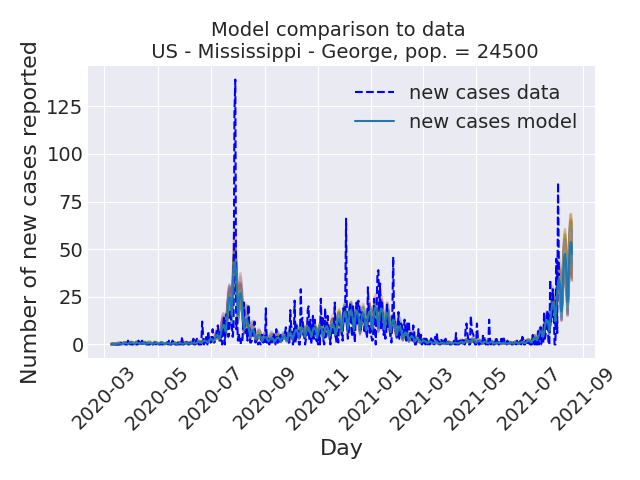 Model comparison to data
US - Mississippi - George, pop. = 24500
Number of new cases reported
125
100
75
50
25
0
new cases data
new cases model
2020-03
2020-05
2020-07
2020-09
2020-11
2021-01
2021-03
2021-05
2021-07
2021-09
Day